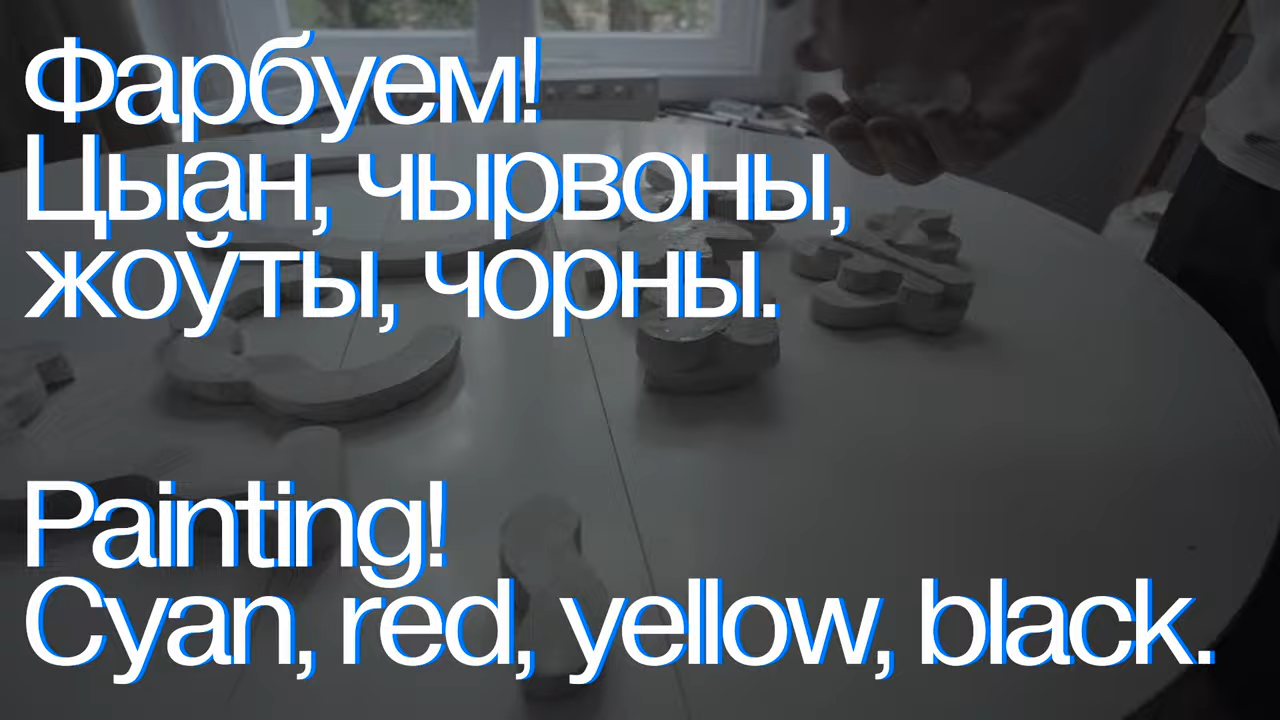 Фарбуем!
Цыан, чырвоны,
жоўты, чорны.
Painting!
Cyan, red, yellow, black.